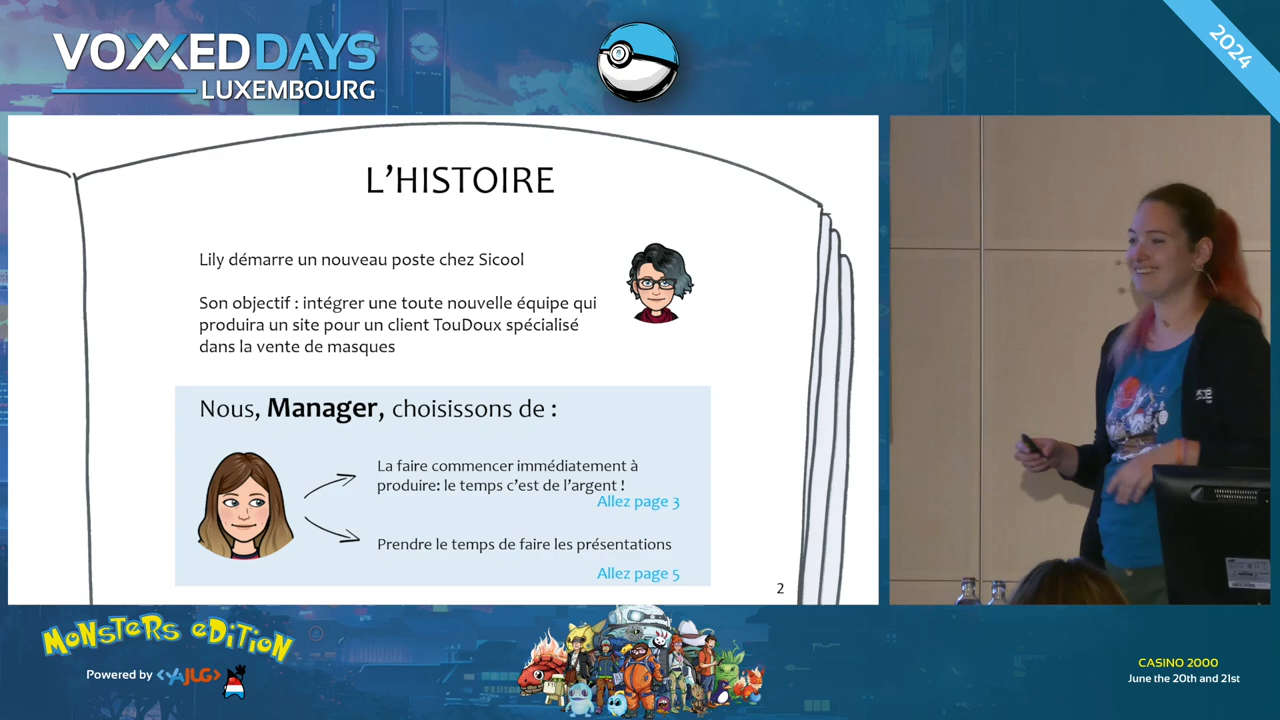 VOXXEDDAYS
LUXEMBOURG
2024
L'HISTOIRE
Lily démarre un nouveau poste chez Sicool
Son objectif : intégrer une toute nouvelle équipe qui
produira un site pour un client TouDoux spécialisé
dans la vente de masques
Nous, Manager, choisissons de :
La faire commencer immédiatement à
produire: le temps c'est de l'argent !
Allez page 3
Prendre le temps de faire les présentations
Allez page 5
2
MONSTERS EDITION
Powered by <YAJUG>
CASINO 2000
June the 20th and 21st